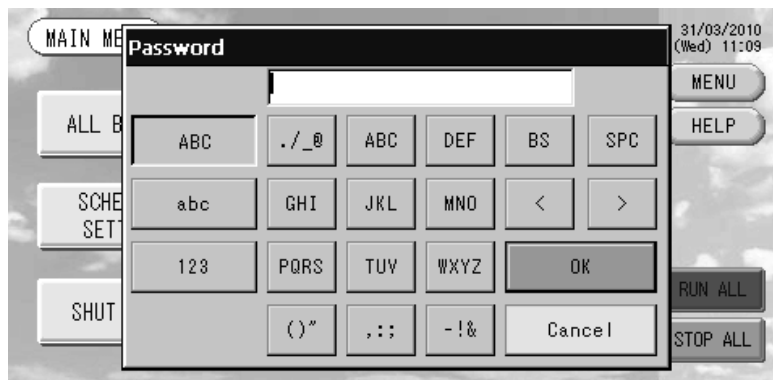 MAIN ME
Password
31/03/2010
(Wed) 11:09
MENU
HELP
ALL B
ABC ./_@ ABC DEF BS SPC
SCHE
SETT
abc GHI JKL MNO < >
123 PQRS TUV WXYZ OK
RUN ALL
SHUT
()" ,:; -!& Cancel
STOP ALL